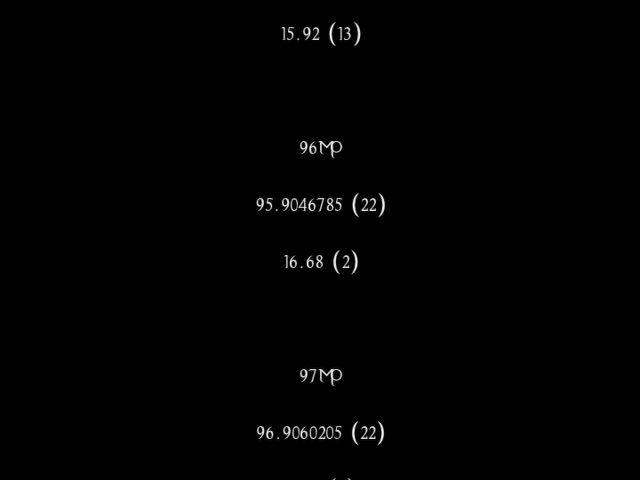 15.92 (13)
96Mo
95.9046785 (22)
16.68 (2)
97Mo
96.9060205 (22)